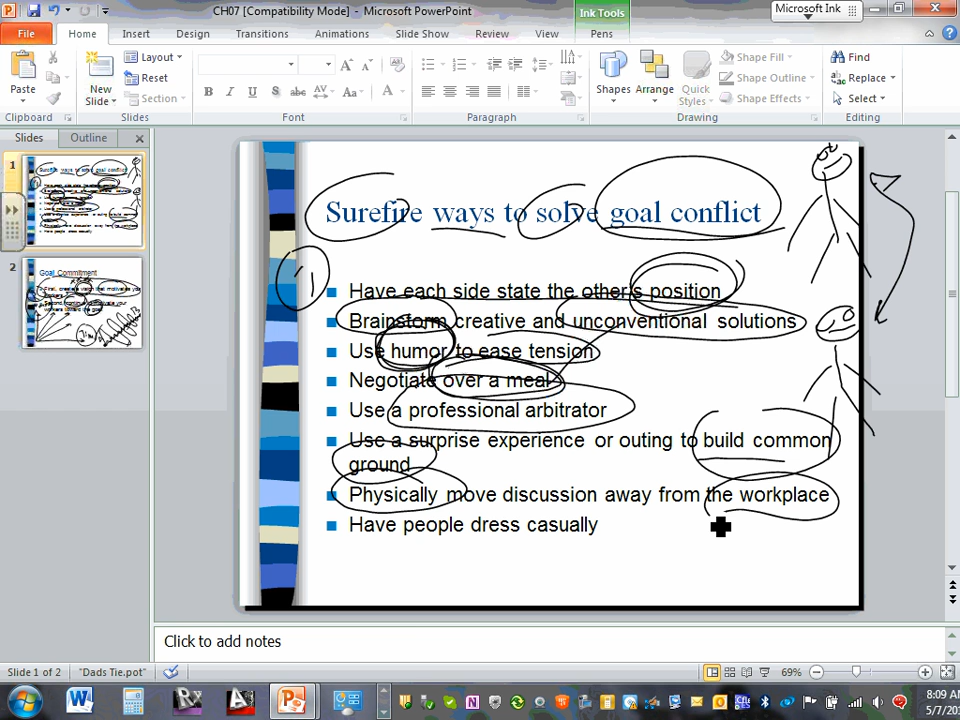 CH07 [Compatibility Mode] - Microsoft PowerPoint
Ink Tools
Microsoft Ink
File
Home
Insert
Design
Transitions
Animations
Slide Show
Review
View
Pens
Paste
New
Slide
Layout
Reset
Section
Shapes
Arrange
Quick
Styles
Shape Fill
Shape Outline
Shape Effects
Find
Replace
Select
Clipboard
Slides
Font
Paragraph
Drawing
Editing
Slides
Outline
1
2
Goal Commitment
Surefire ways to solve goal conflict
Have each side state the other's position
Brainstorm creative and unconventional solutions
Use humor to ease tension
Negotiate over a meal
Use a professional arbitrator
Use a surprise experience or outing to build common
ground
Physically move discussion away from the workplace
Have people dress casually
Click to add notes
Slide 1 of 2
"Dads Tie.pot"
69%
8:09 AM